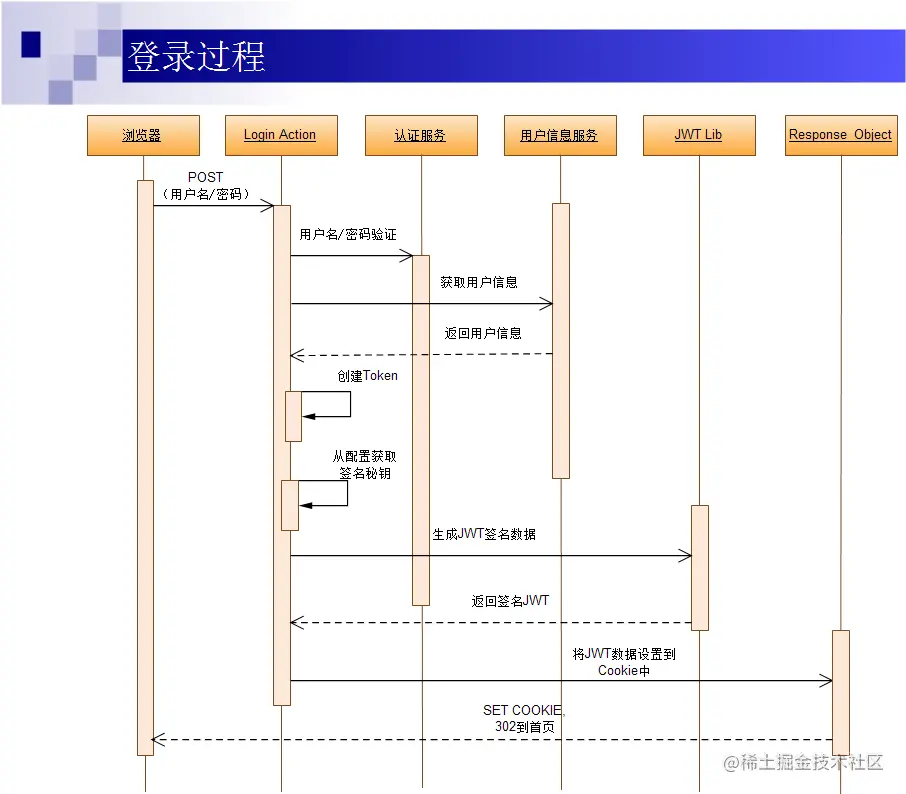 登录过程
浏览器
Login Action
认证服务
用户信息服务
JWT Lib
Response Object
POST
（用户名/密码）
用户名/密码验证
获取用户信息
返回用户信息
创建Token
从配置获取
签名秘钥
生成JWT签名数据
返回签名JWT
将JWT数据设置到
Cookie中
SET COOKIE,
302到首页
@稀土掘金技术社区